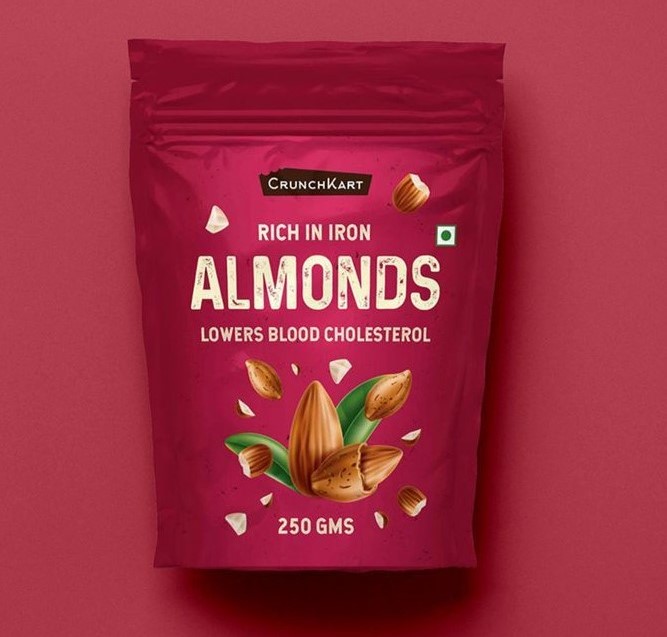 CRUNCHKART
RICH IN IRON
ALMONDS
LOWERS BLOOD CHOLESTEROL
250 GMS